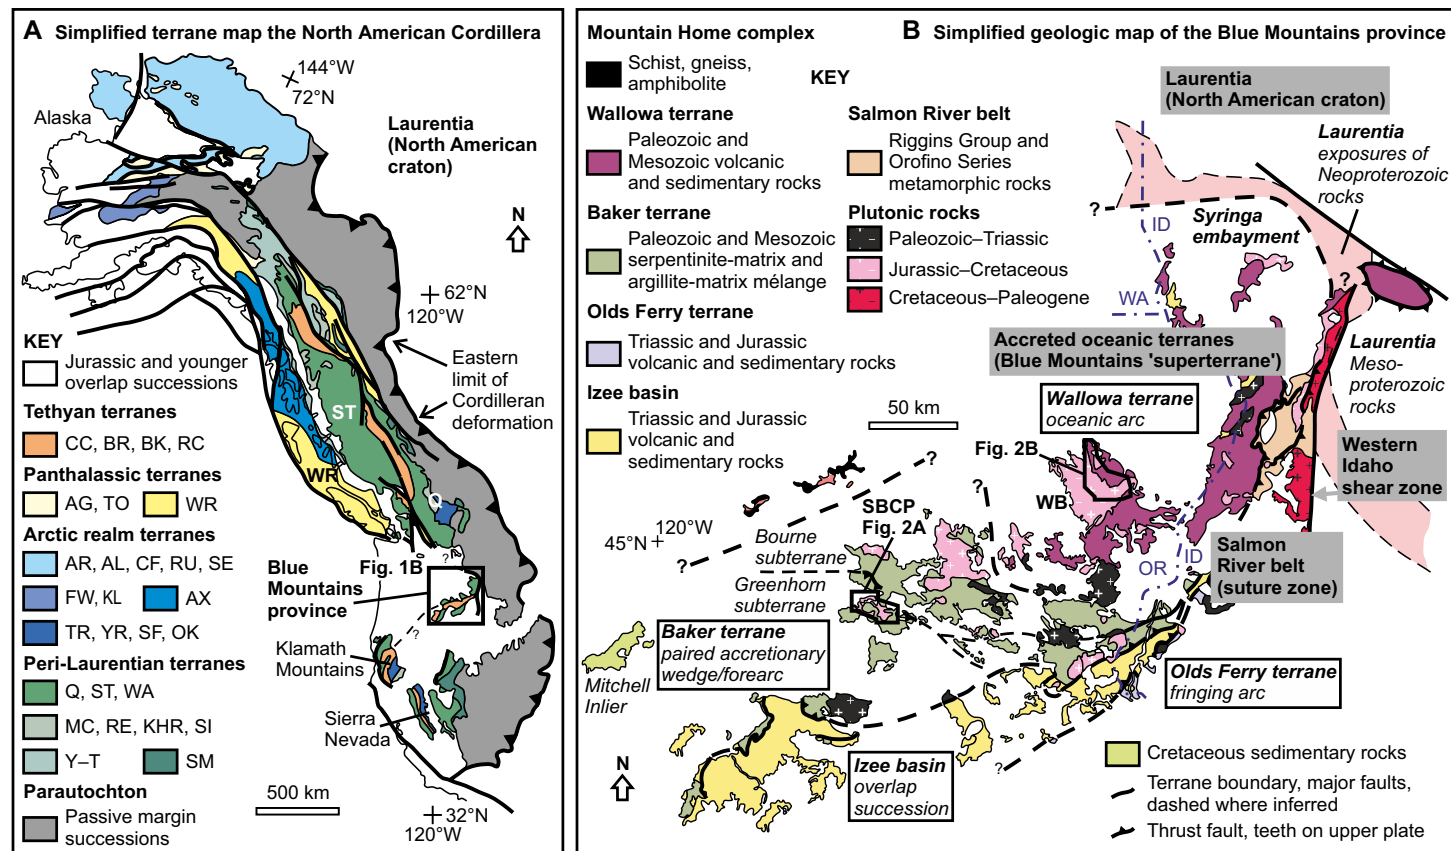 A Simplified terrane map the North American Cordillera
144°W
72°N
Alaska
Laurentia
(North American
craton)
N
62°N
120°W
Eastern
limit of
Cordilleran
deformation
KEY
Jurassic and younger
overlap successions
Tethyan terranes
CC, BR, BK, RC
Panthalassic terranes
AG, TO
WR
Arctic realm terranes
AR, AL, CF, RU, SE
FW, KL
AX
TR, YR, SF, OK
Peri-Laurentian terranes
Q, ST, WA
MC, RE, KHR, SI
Y–T
SM
Parautochton
Passive margin
successions
ST
WR
Q
?
Fig. 1B
Blue
Mountains
province
?
Klamath
Mountains
Sierra
Nevada
500 km
32°N
120°W
B Simplified geologic map of the Blue Mountains province
Mountain Home complex
Schist, gneiss,
amphibolite
KEY
Wallowa terrane
Paleozoic and
Mesozoic volcanic
and sedimentary rocks
Baker terrane
Paleozoic and Mesozoic
serpentinite-matrix and
argillite-matrix mélange
Olds Ferry terrane
Triassic and Jurassic
volcanic and sedimentary rocks
Izee basin
Triassic and Jurassic
volcanic and
sedimentary rocks
Salmon River belt
Riggins Group and
Orofino Series
metamorphic rocks
Plutonic rocks
Paleozoic–Triassic
Jurassic–Cretaceous
Cretaceous–Paleogene
Laurentia
(North American craton)
Laurentia
exposures of
Neoproterozoic
rocks
?
ID
Syringa
embayment
?
WA
Accreted oceanic terranes
(Blue Mountains 'superterrane')
Laurentia
Meso-
proterozoic
rocks
50 km
Wallowa terrane
oceanic arc
Fig. 2B
Western
Idaho
shear zone
?
?
WB
SBCP
Fig. 2A
120°W
45°N
Bourne
subterrane
?
Greenhorn
subterrane
ID
OR
Salmon
River belt
(suture zone)
Baker terrane
paired accretionary
wedge/forearc
Mitchell
Inlier
Olds Ferry terrane
fringing arc
?
N
Izee basin
overlap
succession
Cretaceous sedimentary rocks
Terrane boundary, major faults,
dashed where inferred
Thrust fault, teeth on upper plate